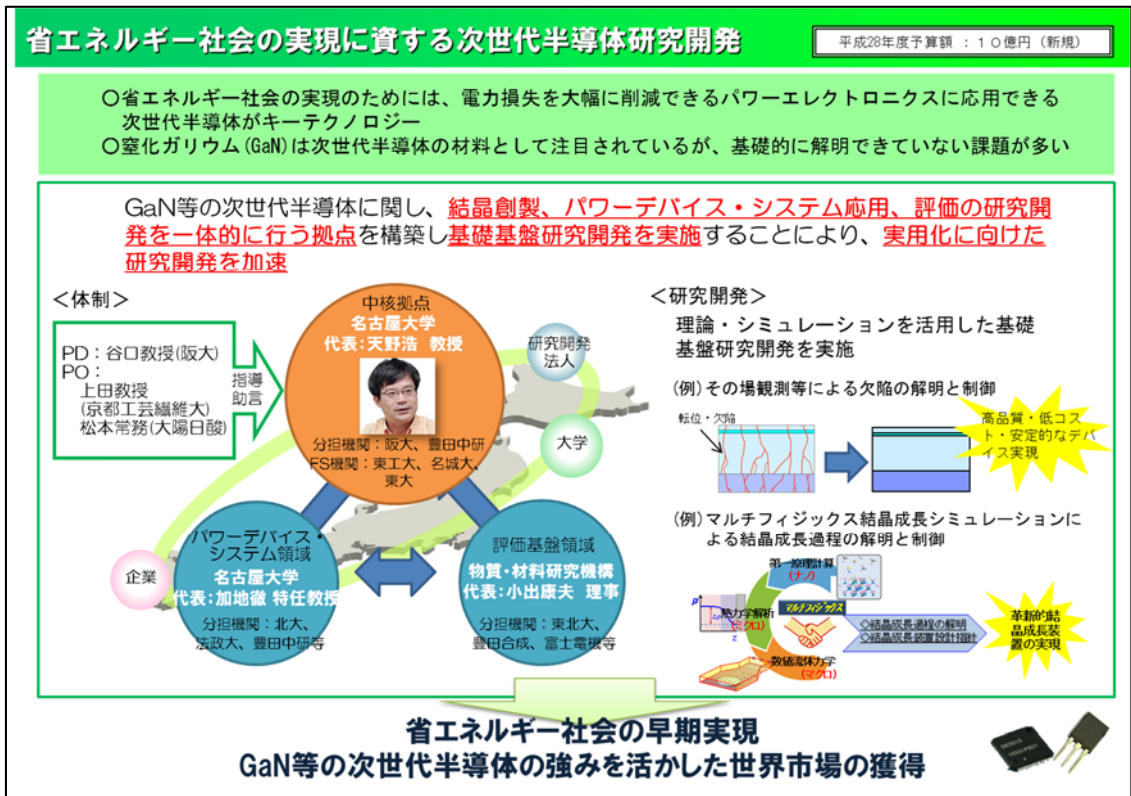 省エネルギー社会の実現に資する次世代半導体研究開発
平成28年度予算額 ： １０億円（新規）
○省エネルギー社会の実現のためには、電力損失を大幅に削減できるパワーエレクトロニクスに応用できる
次世代半導体がキーテクノロジー
○窒化ガリウム(GaN)は次世代半導体の材料として注目されているが、基礎的に解明できていない課題が多い
GaN等の次世代半導体に関し、結晶創製、パワーデバイス・システム応用、評価の研究開
発を一体的に行う拠点を構築し基礎基盤研究開発を実施することにより、実用化に向けた
研究開発を加速
＜体制＞
PD：谷口教授(阪大)
PO：
上田教授
(京都工芸繊維大)
松本常務(大陽日酸)
指導
助言
中核拠点
名古屋大学
代表：天野浩 教授
分担機関：阪大、豊田中研
FS機関：東工大、名城大、
東大
研究開発
法人
大学
企業
パワーデバイス・
システム領域
名古屋大学
代表：加地徹 特任教授
分担機関：北大、
法政大、豊田中研等
評価基盤領域
物質・材料研究機構
代表：小出康夫 理事
分担機関：東北大、
豊田合成、富士電機等
＜研究開発＞
理論・シミュレーションを活用した基礎
基盤研究開発を実施
(例)その場観測等による欠陥の解明と制御
転位・欠陥
高品質・低コス
ト・安定的なデバ
イス実現
(例)マルチフィジックス結晶成長シミュレーションに
よる結晶成長過程の解明と制御
第一原理計算
(ナノ)
マルチフィジックス
熱力学解析
(ミクロ)
数値流体力学
(マクロ)
◇結晶成長過程の解明
◇結晶成長装置設計指針
革新的結
晶成長装
置の実現
省エネルギー社会の早期実現
GaN等の次世代半導体の強みを活かした世界市場の獲得